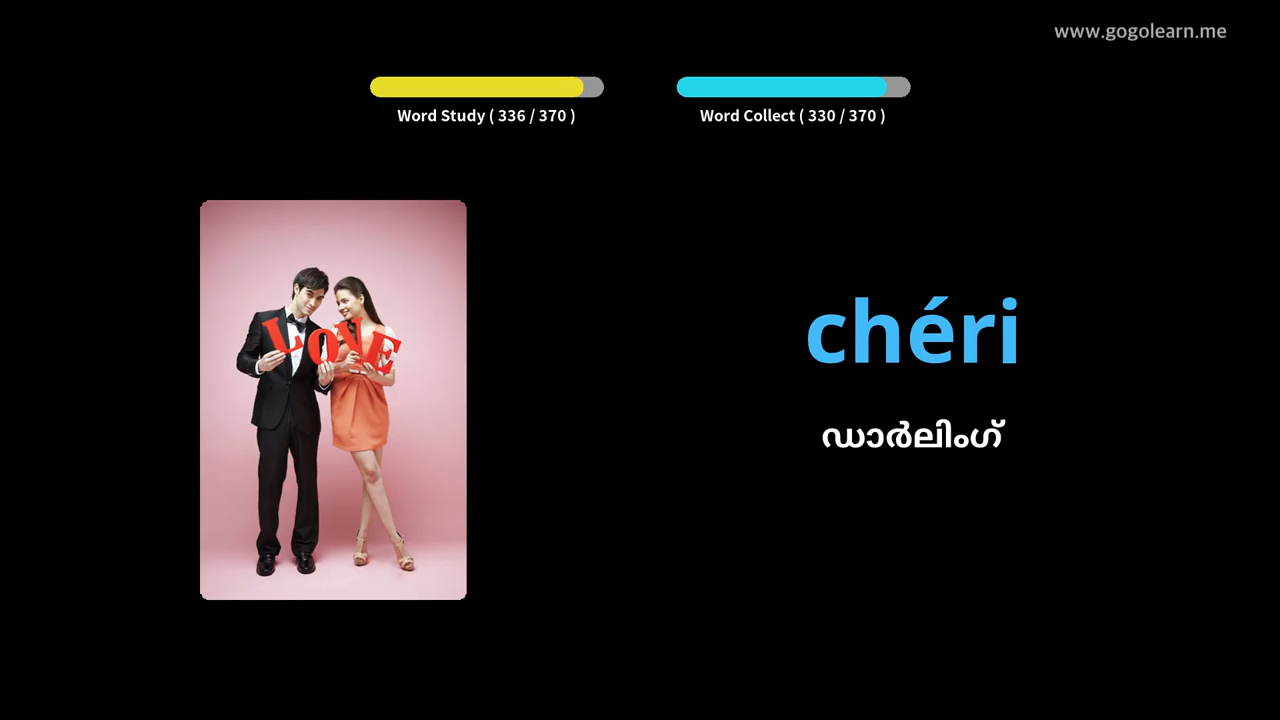 www.gogolearn.me
Word Study ( 336 / 370 )
Word Collect ( 330 / 370 )
LOVE
chéri
ഡാർലിംഗ്